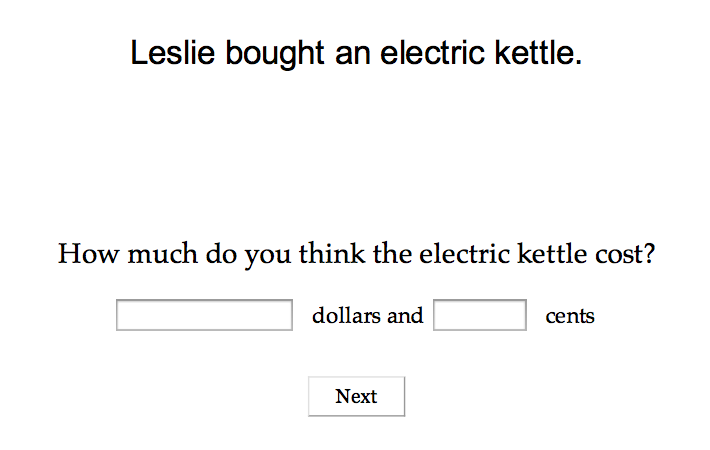 Leslie bought an electric kettle.
How much do you think the electric kettle cost?
dollars and cents
Next